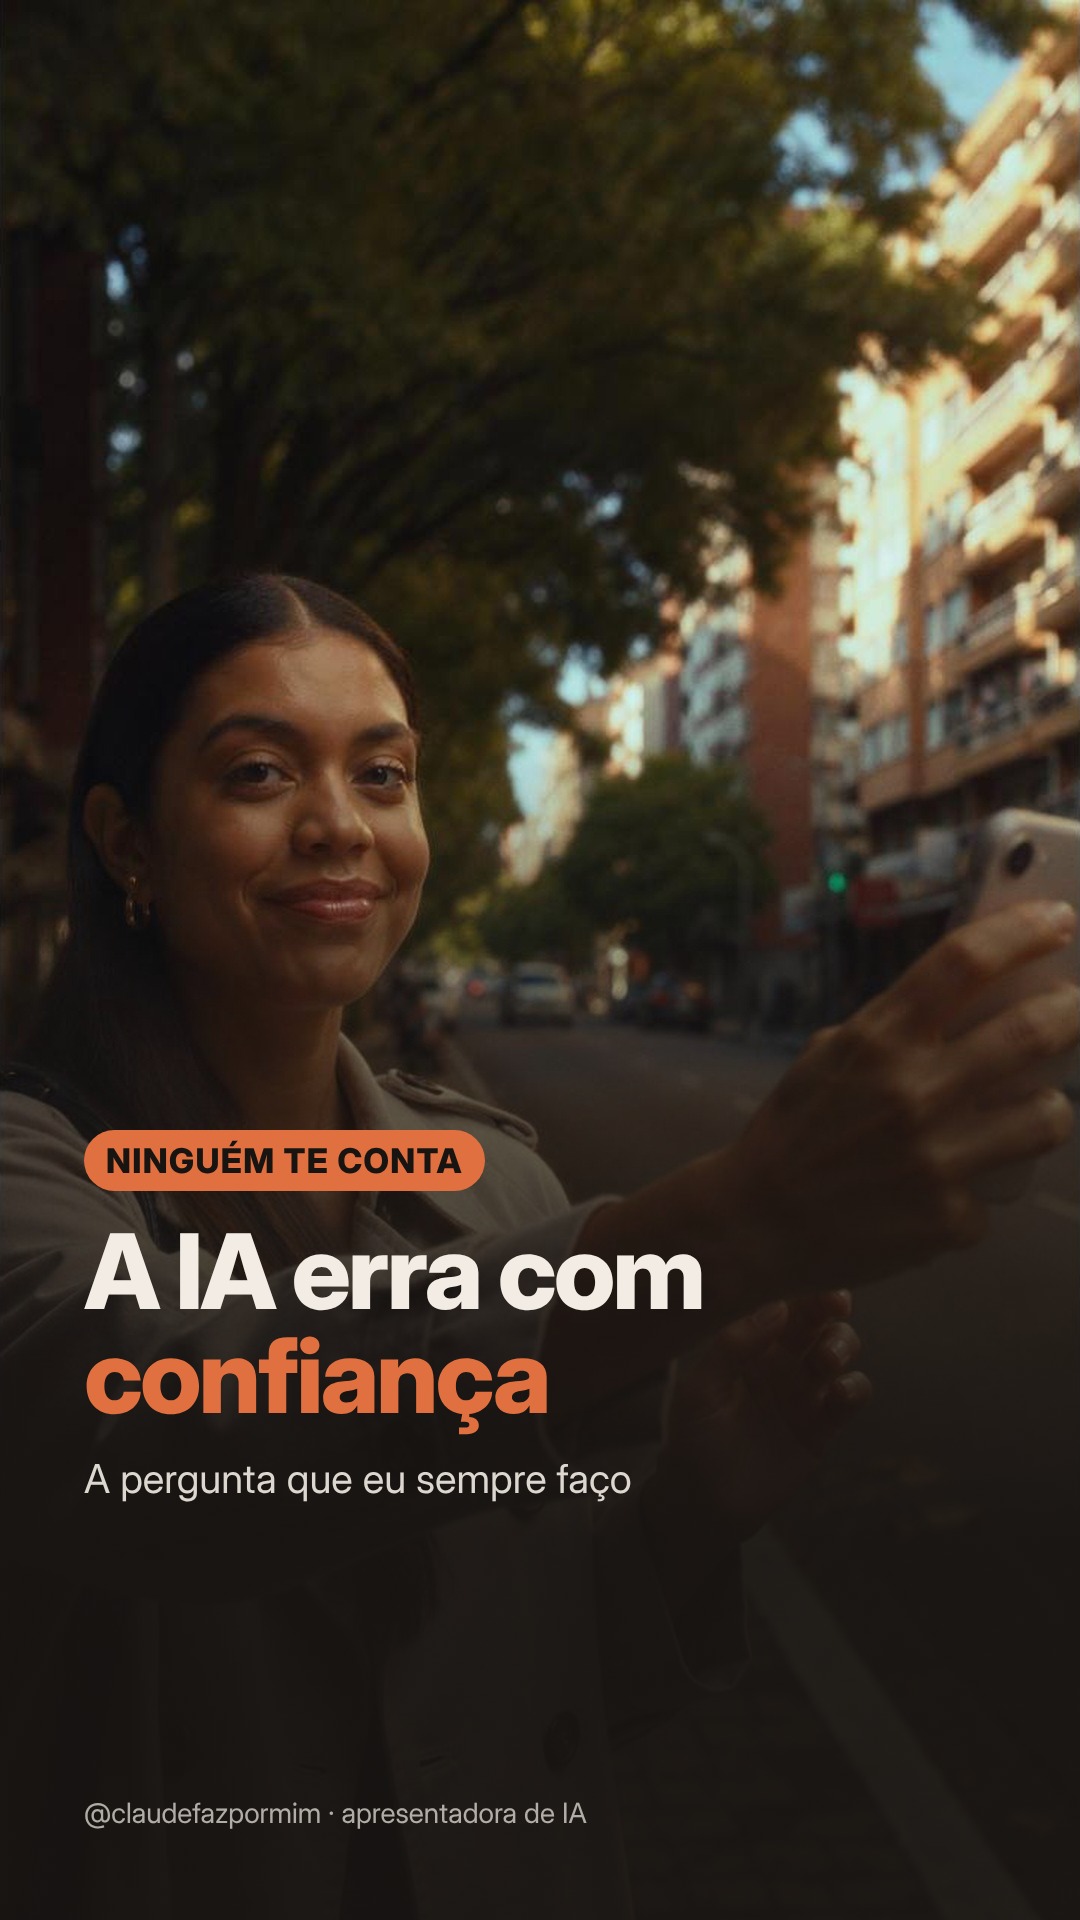 NINGUÉM TE CONTA
A IA erra com
confiança
A pergunta que eu sempre faço
@claudefazpormim · apresentadora de IA